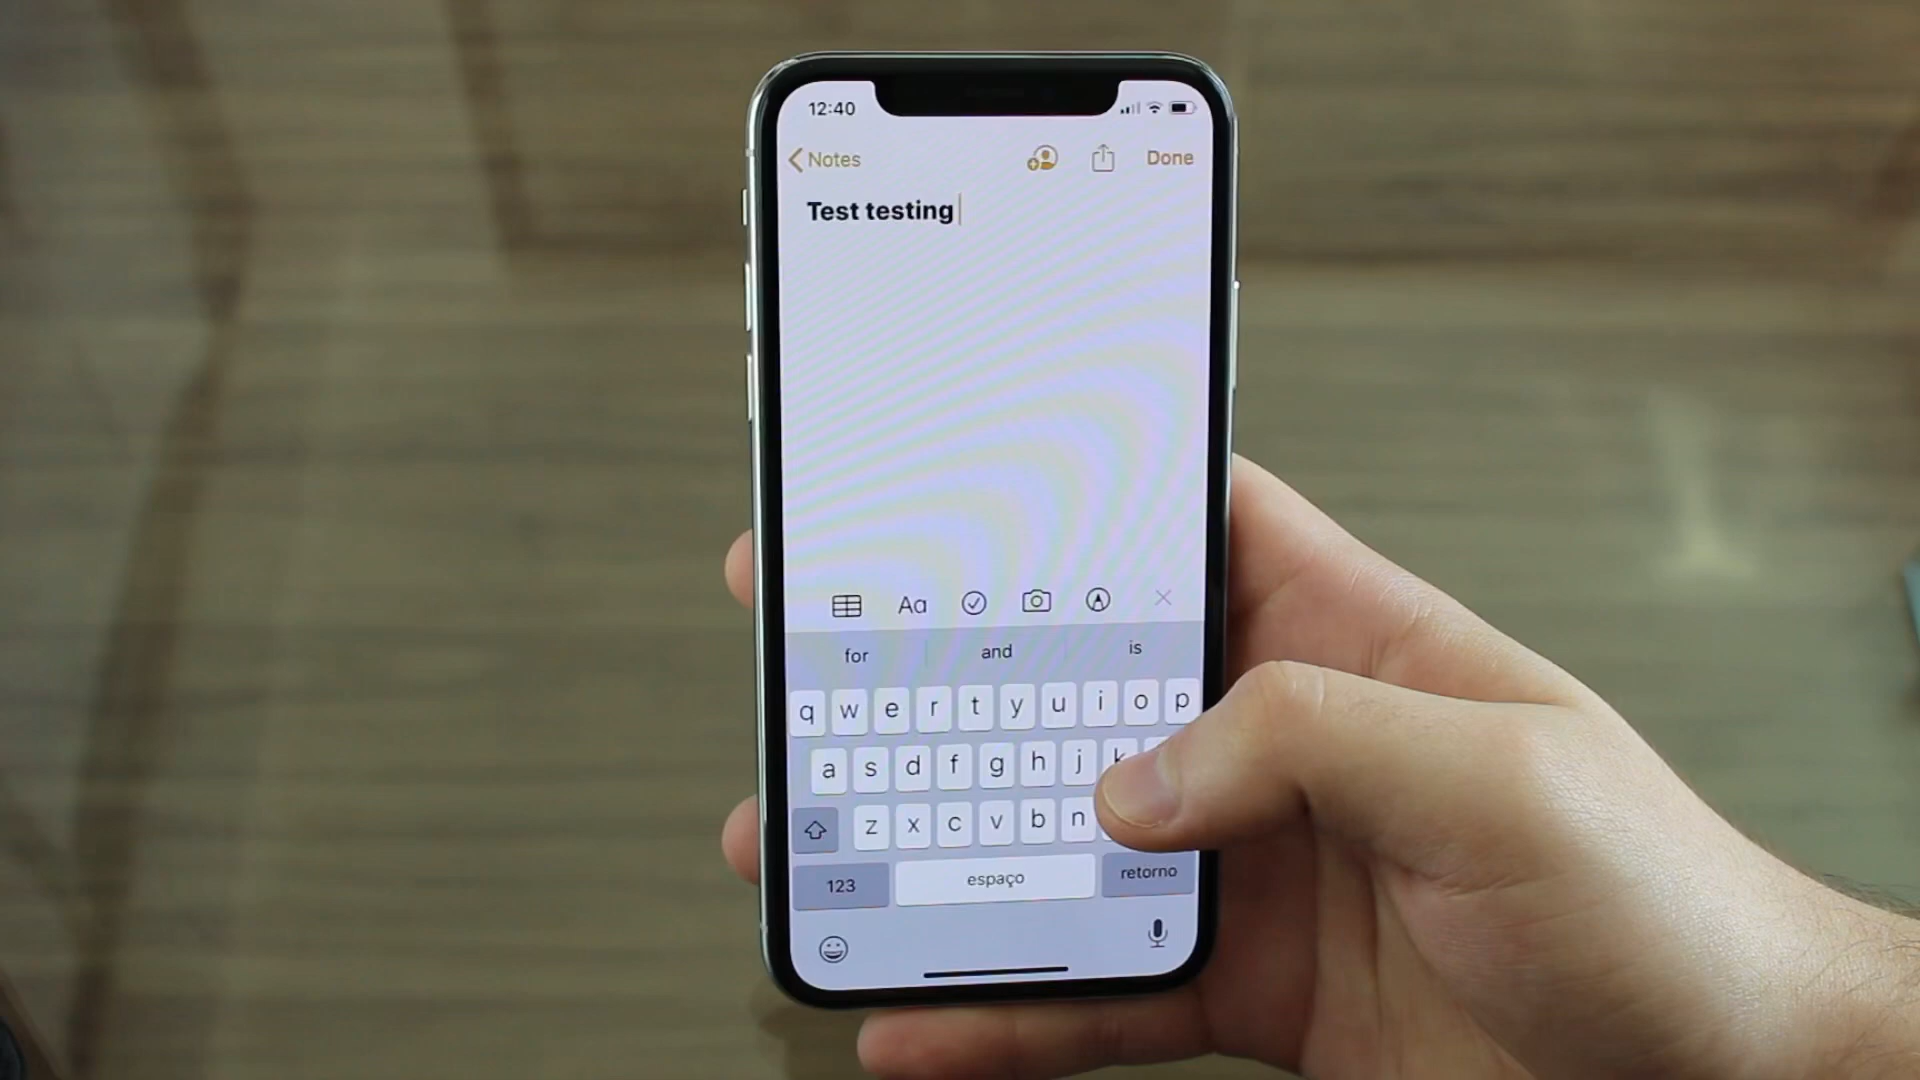 12:40
Notes Done
Test testing
Aa
for and is
q w e r t y u i o p
a s d f g h j k
z x c v b n
123 espaço retorno